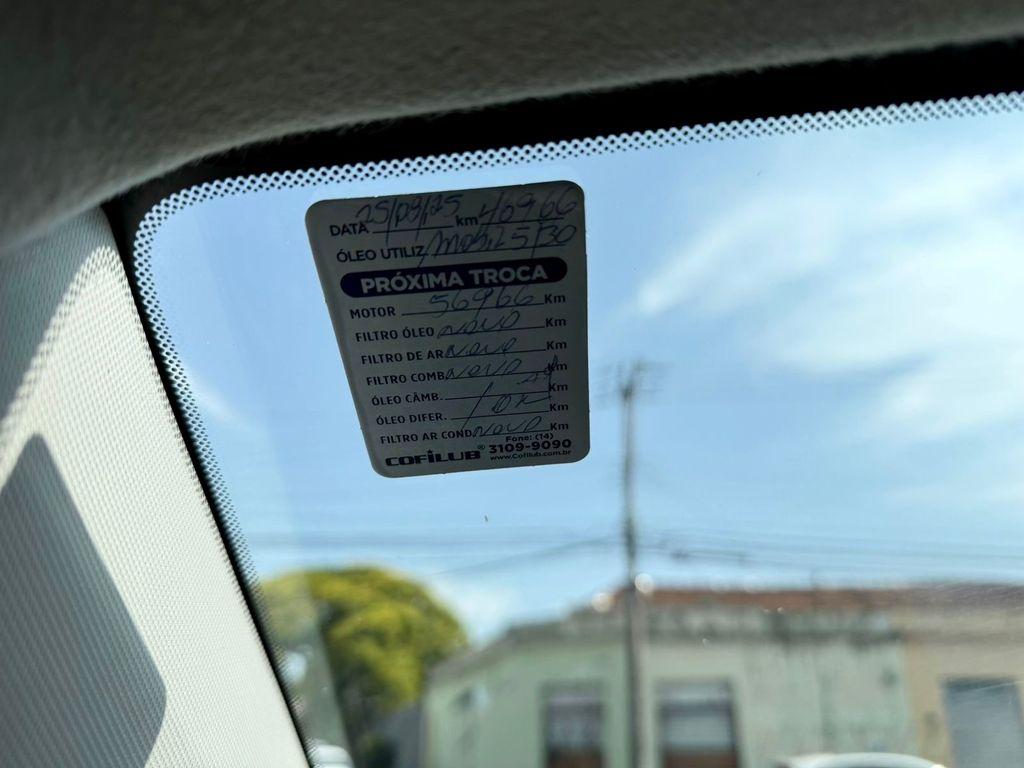 DATA 25/09/25 km 46966
ÓLEO UTILIZ
PRÓXIMA TROCA
MOTOR 56966 Km
FILTRO ÓLEO novo Km
FILTRO DE AR novo Km
FILTRO COMB. novo Km
ÓLEO CÂMB. Km
ÓLEO DIFER. Km
FILTRO AR COND. novo Km
COFILUB® Fone: (14) 3109-9090
www.Cofilub.com.br